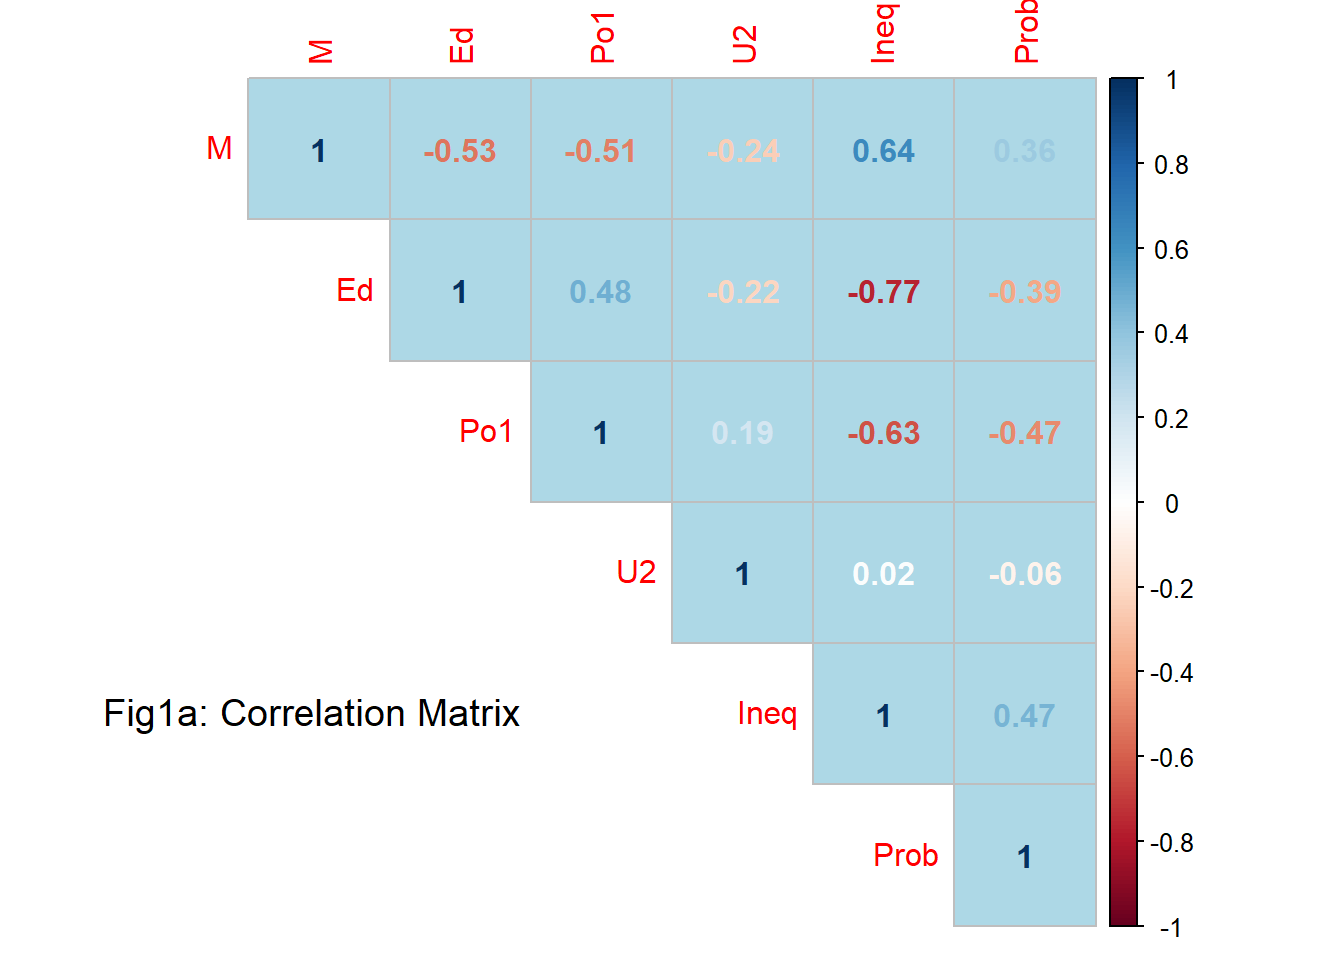 M Ed Po1 U2 Ineq Prob
M 1 -0.53 -0.51 -0.24 0.64 0.36
Ed 1 0.48 -0.22 -0.77 -0.39
Po1 1 0.19 -0.63 -0.47
U2 1 0.02 -0.06
Fig1a: Correlation Matrix Ineq 1 0.47
Prob 1
1
0.8
0.6
0.4
0.2
0
-0.2
-0.4
-0.6
-0.8
-1